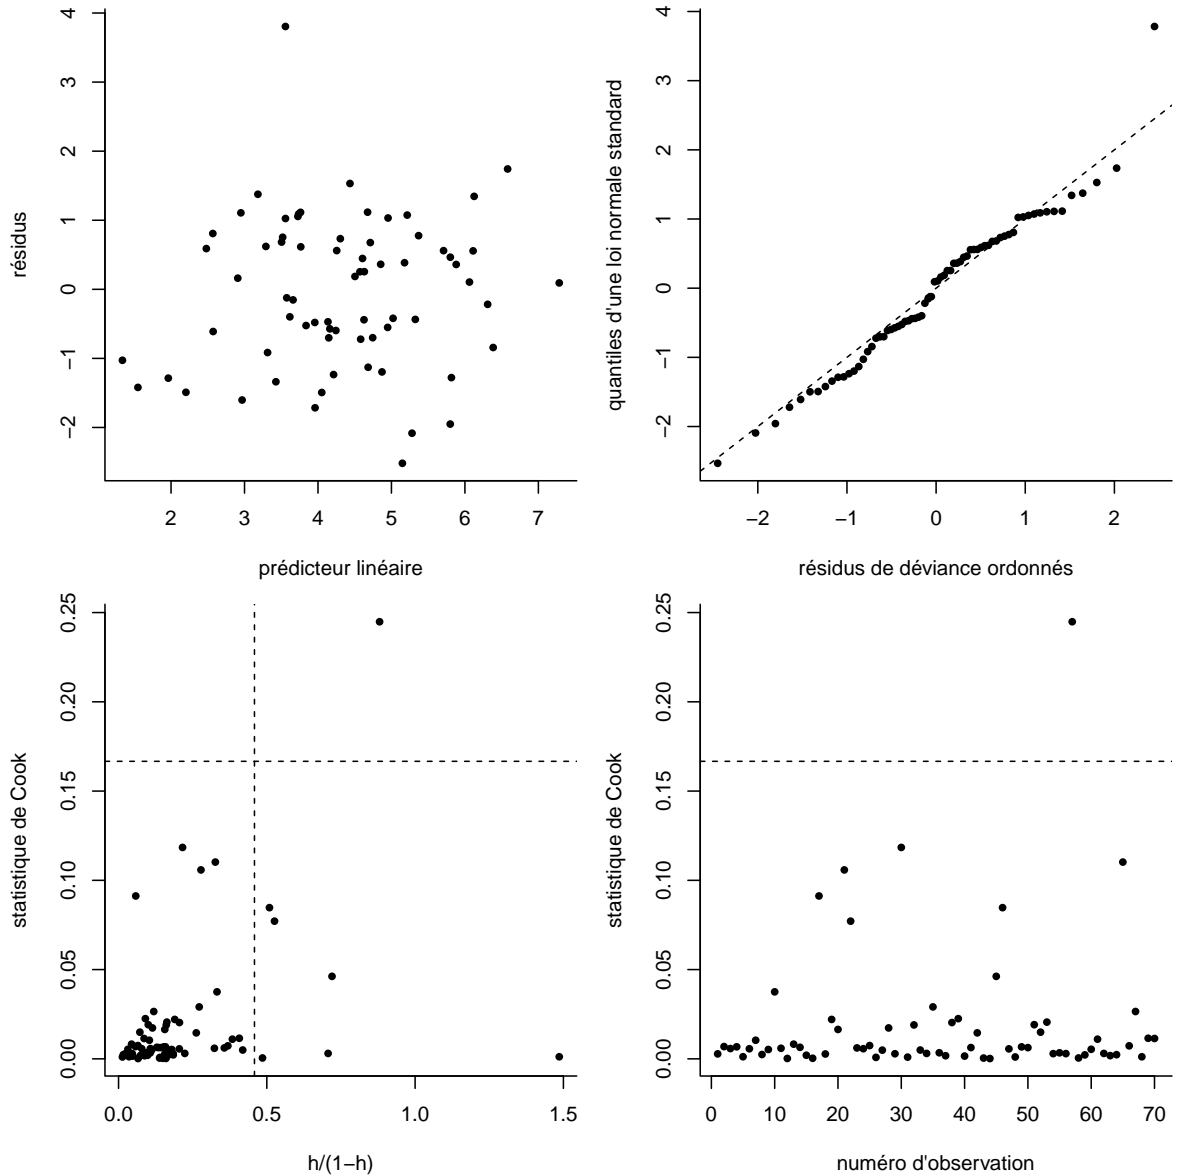 résidus
4
3
2
1
0
−1
−2
2 3 4 5 6 7
prédicteur linéaire
quantiles d'une loi normale standard
4
3
2
1
0
−1
−2
−2 −1 0 1 2
résidus de déviance ordonnés
statistique de Cook
0.25
0.20
0.15
0.10
0.05
0.00
0.0 0.5 1.0 1.5
h/(1−h)
statistique de Cook
0.25
0.20
0.15
0.10
0.05
0.00
0 10 20 30 40 50 60 70
numéro d'observation